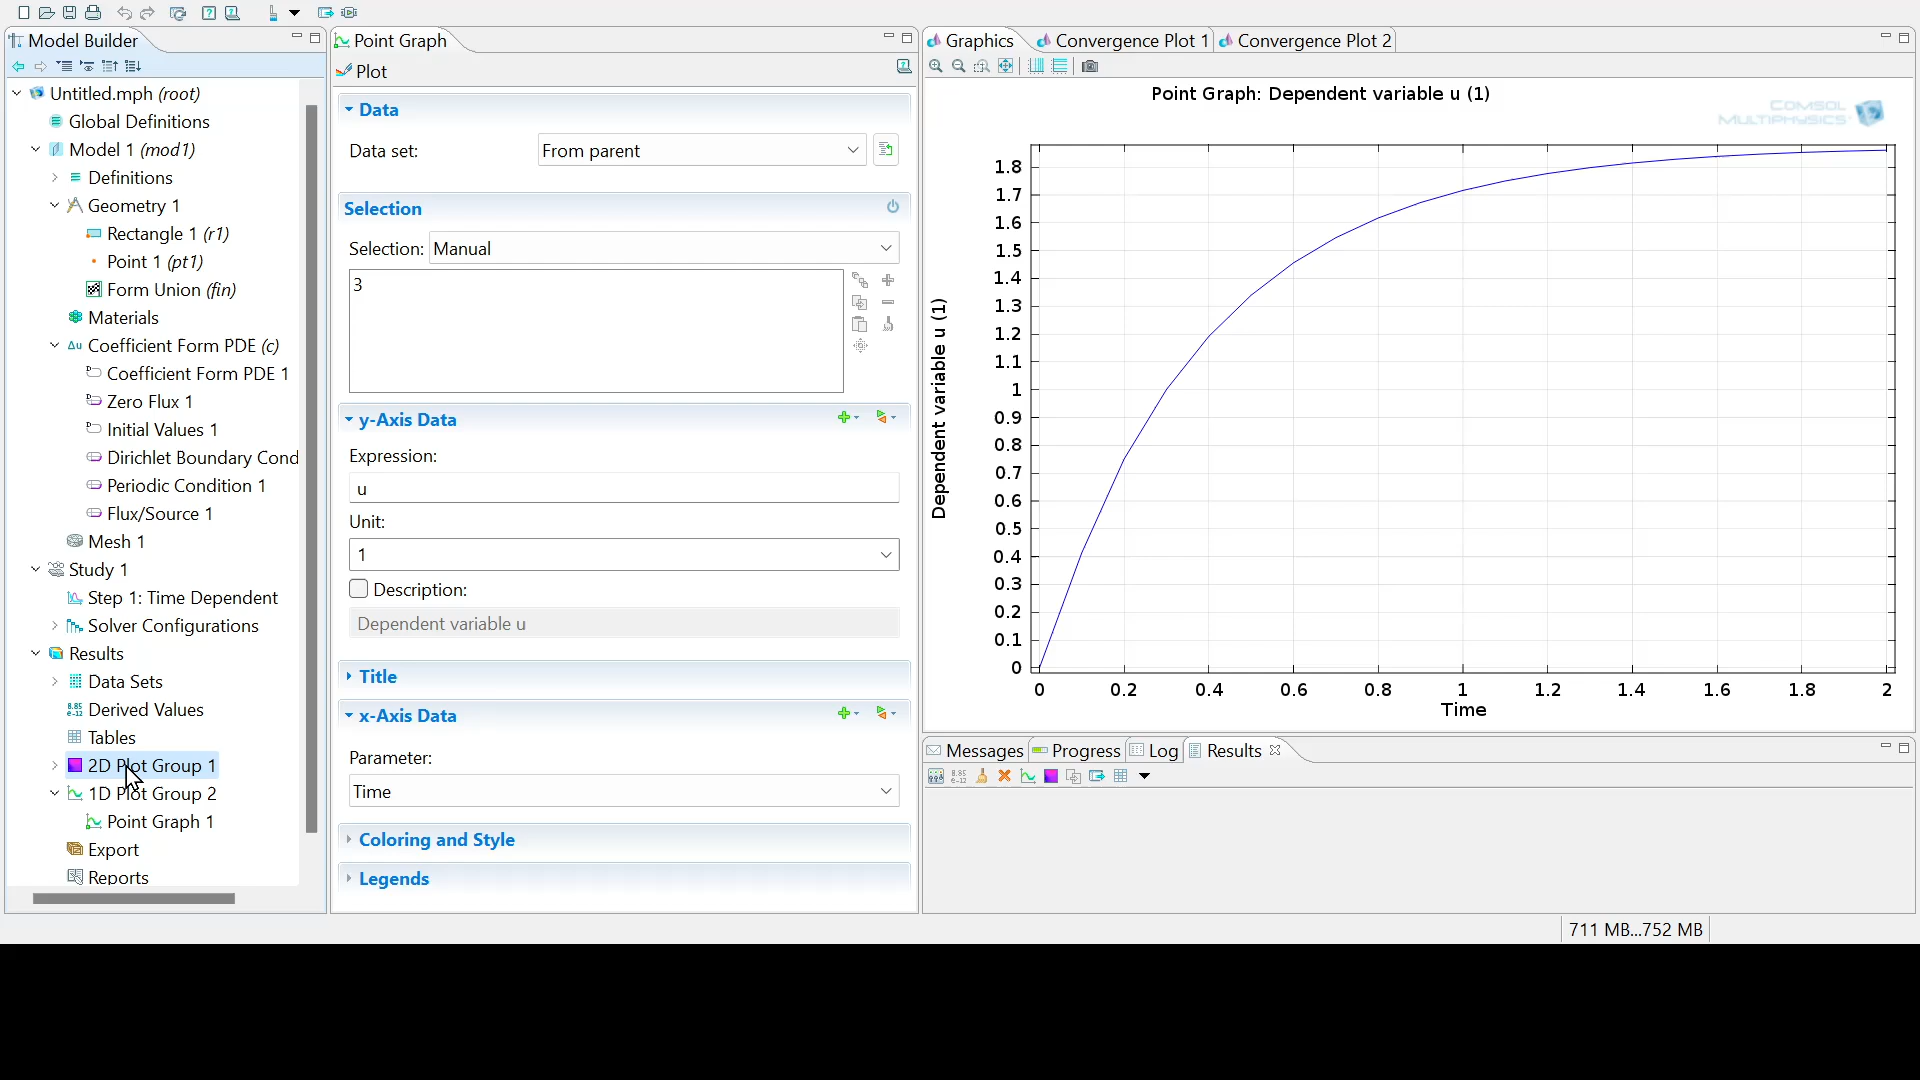 Model Builder
Untitled.mph (root)
Global Definitions
Model 1 (mod1)
Definitions
Geometry 1
Rectangle 1 (r1)
Point 1 (pt1)
Form Union (fin)
Materials
Δu Coefficient Form PDE (c)
Coefficient Form PDE 1
Zero Flux 1
Initial Values 1
Dirichlet Boundary Cond
Periodic Condition 1
Flux/Source 1
Mesh 1
Study 1
Step 1: Time Dependent
Solver Configurations
Results
Data Sets
8.85 e-12 Derived Values
Tables
2D Plot Group 1
1D Plot Group 2
Point Graph 1
Export
Reports
Point Graph
Plot
Data
Data set: From parent
Selection
Selection: Manual
3
y-Axis Data
Expression:
u
Unit:
1
Description:
Dependent variable u
Title
x-Axis Data
Parameter:
Time
Coloring and Style
Legends
Graphics Convergence Plot 1 Convergence Plot 2
Point Graph: Dependent variable u (1)
COMSOL
MULTIPHYSICS
Dependent variable u (1)
1.8
1.7
1.6
1.5
1.4
1.3
1.2
1.1
1
0.9
0.8
0.7
0.6
0.5
0.4
0.3
0.2
0.1
0
0 0.2 0.4 0.6 0.8 1 1.2 1.4 1.6 1.8 2
Time
Messages Progress Log Results
8.85 e-12
711 MB...752 MB